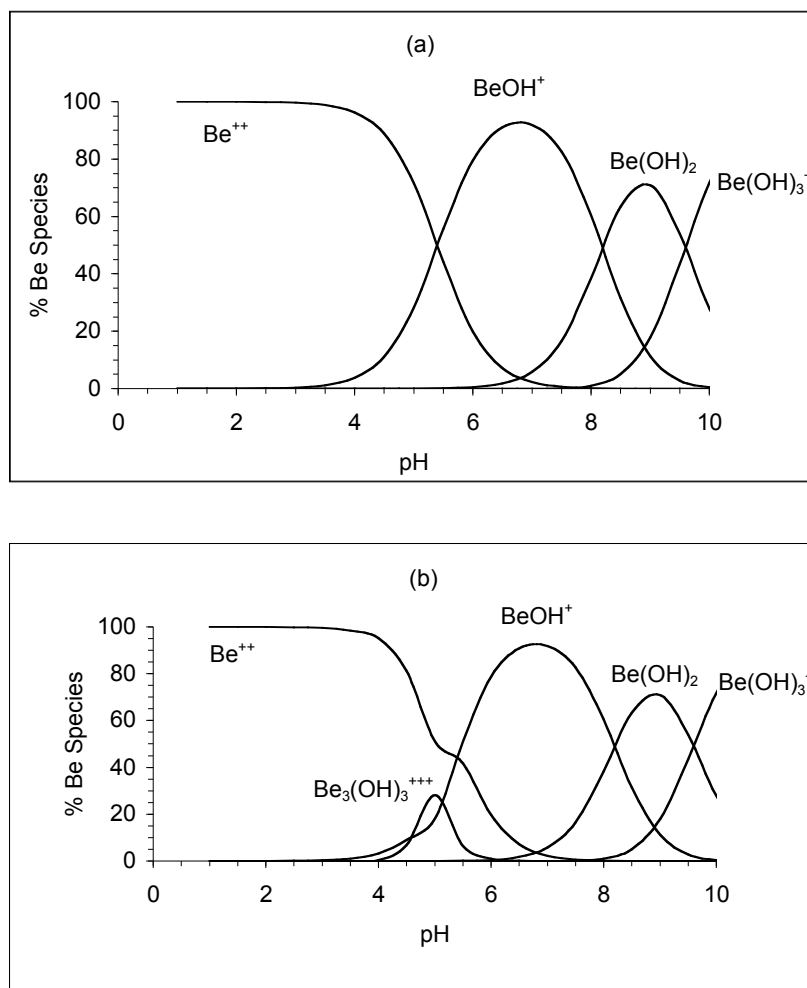 (a)
BeOH⁺
Be⁺⁺
Be(OH)₂
Be(OH)₃⁻
100
80
60
40
20
0
% Be Species
0 2 4 6 8 10
pH
(b)
BeOH⁺
Be⁺⁺
Be(OH)₂
Be(OH)₃⁻
Be₃(OH)₃⁺⁺⁺
100
80
60
40
20
0
% Be Species
0 2 4 6 8 10
pH